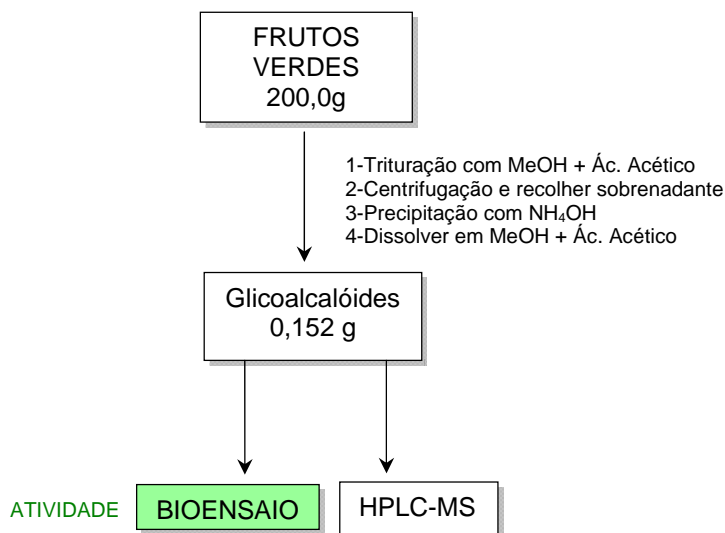 FRUTOS
VERDES
200,0g
1-Trituração com MeOH + Ác. Acético
2-Centrifugação e recolher sobrenadante
3-Precipitação com NH₄OH
4-Dissolver em MeOH + Ác. Acético
Glicoalcalóides
0,152 g
ATIVIDADE
BIOENSAIO
HPLC-MS